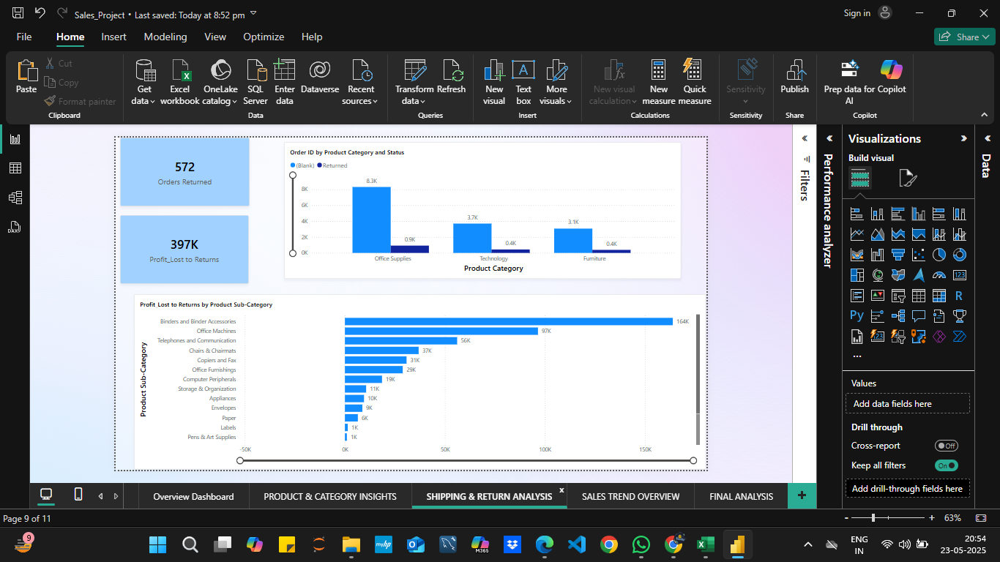 Sales_Project • Last saved: Today at 8:52 pm
Sign in
File Home Insert Modeling View Optimize Help
Share
Paste
Cut
Copy
Format painter
Clipboard
Get data
Excel workbook
OneLake catalog
SQL Server
Enter data
Dataverse
Recent sources
Data
Transform data
Refresh
Queries
New visual
Text box
More visuals
Insert
New visual calculation
New measure
Quick measure
Calculations
Sensitivity
Sensitivity
Publish
Share
Prep data for AI
Copilot
Copilot
572
Orders Returned
397K
Profit_Lost to Returns
Order ID by Product Category and Status
(Blank) Returned
8K
6K
4K
2K
0K
8.3K
0.9K
3.7K
0.4K
3.1K
0.4K
Office Supplies
Technology
Furniture
Product Category
Profit_Lost to Returns by Product Sub-Category
Product Sub-Category
Binders and Binder Accessories 164K
Office Machines 97K
Telephones and Communication 56K
Chairs & Chairmats 37K
Copiers and Fax 31K
Office Furnishings 29K
Computer Peripherals 19K
Storage & Organization 11K
Appliances 10K
Envelopes 9K
Paper 6K
Labels 1K
Pens & Art Supplies 1K
-50K 0K 50K 100K 150K
Filters
Performance analyzer
Visualizations
Build visual
123
R
Py
123
...
Values
Add data fields here
Drill through
Cross-report
Off
Keep all filters
On
Add drill-through fields here
Data
DAX
Overview Dashboard
PRODUCT & CATEGORY INSIGHTS
SHIPPING & RETURN ANALYSIS
x
SALES TREND OVERVIEW
FINAL ANALYSIS
+
Page 9 of 11
- + 63%
9
myhp
M365
ENG
IN
20:54
23-05-2025